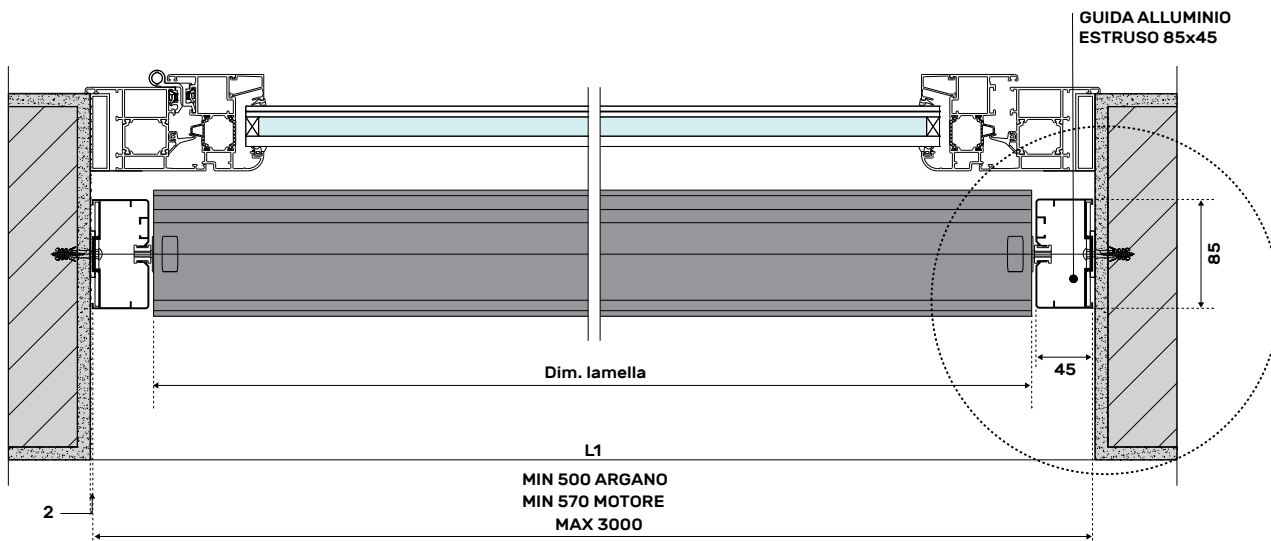 GUIDA ALLUMINIO
ESTRUSO 85x45
85
Dim. lamella
45
L1
MIN 500 ARGANO
MIN 570 MOTORE
MAX 3000
2